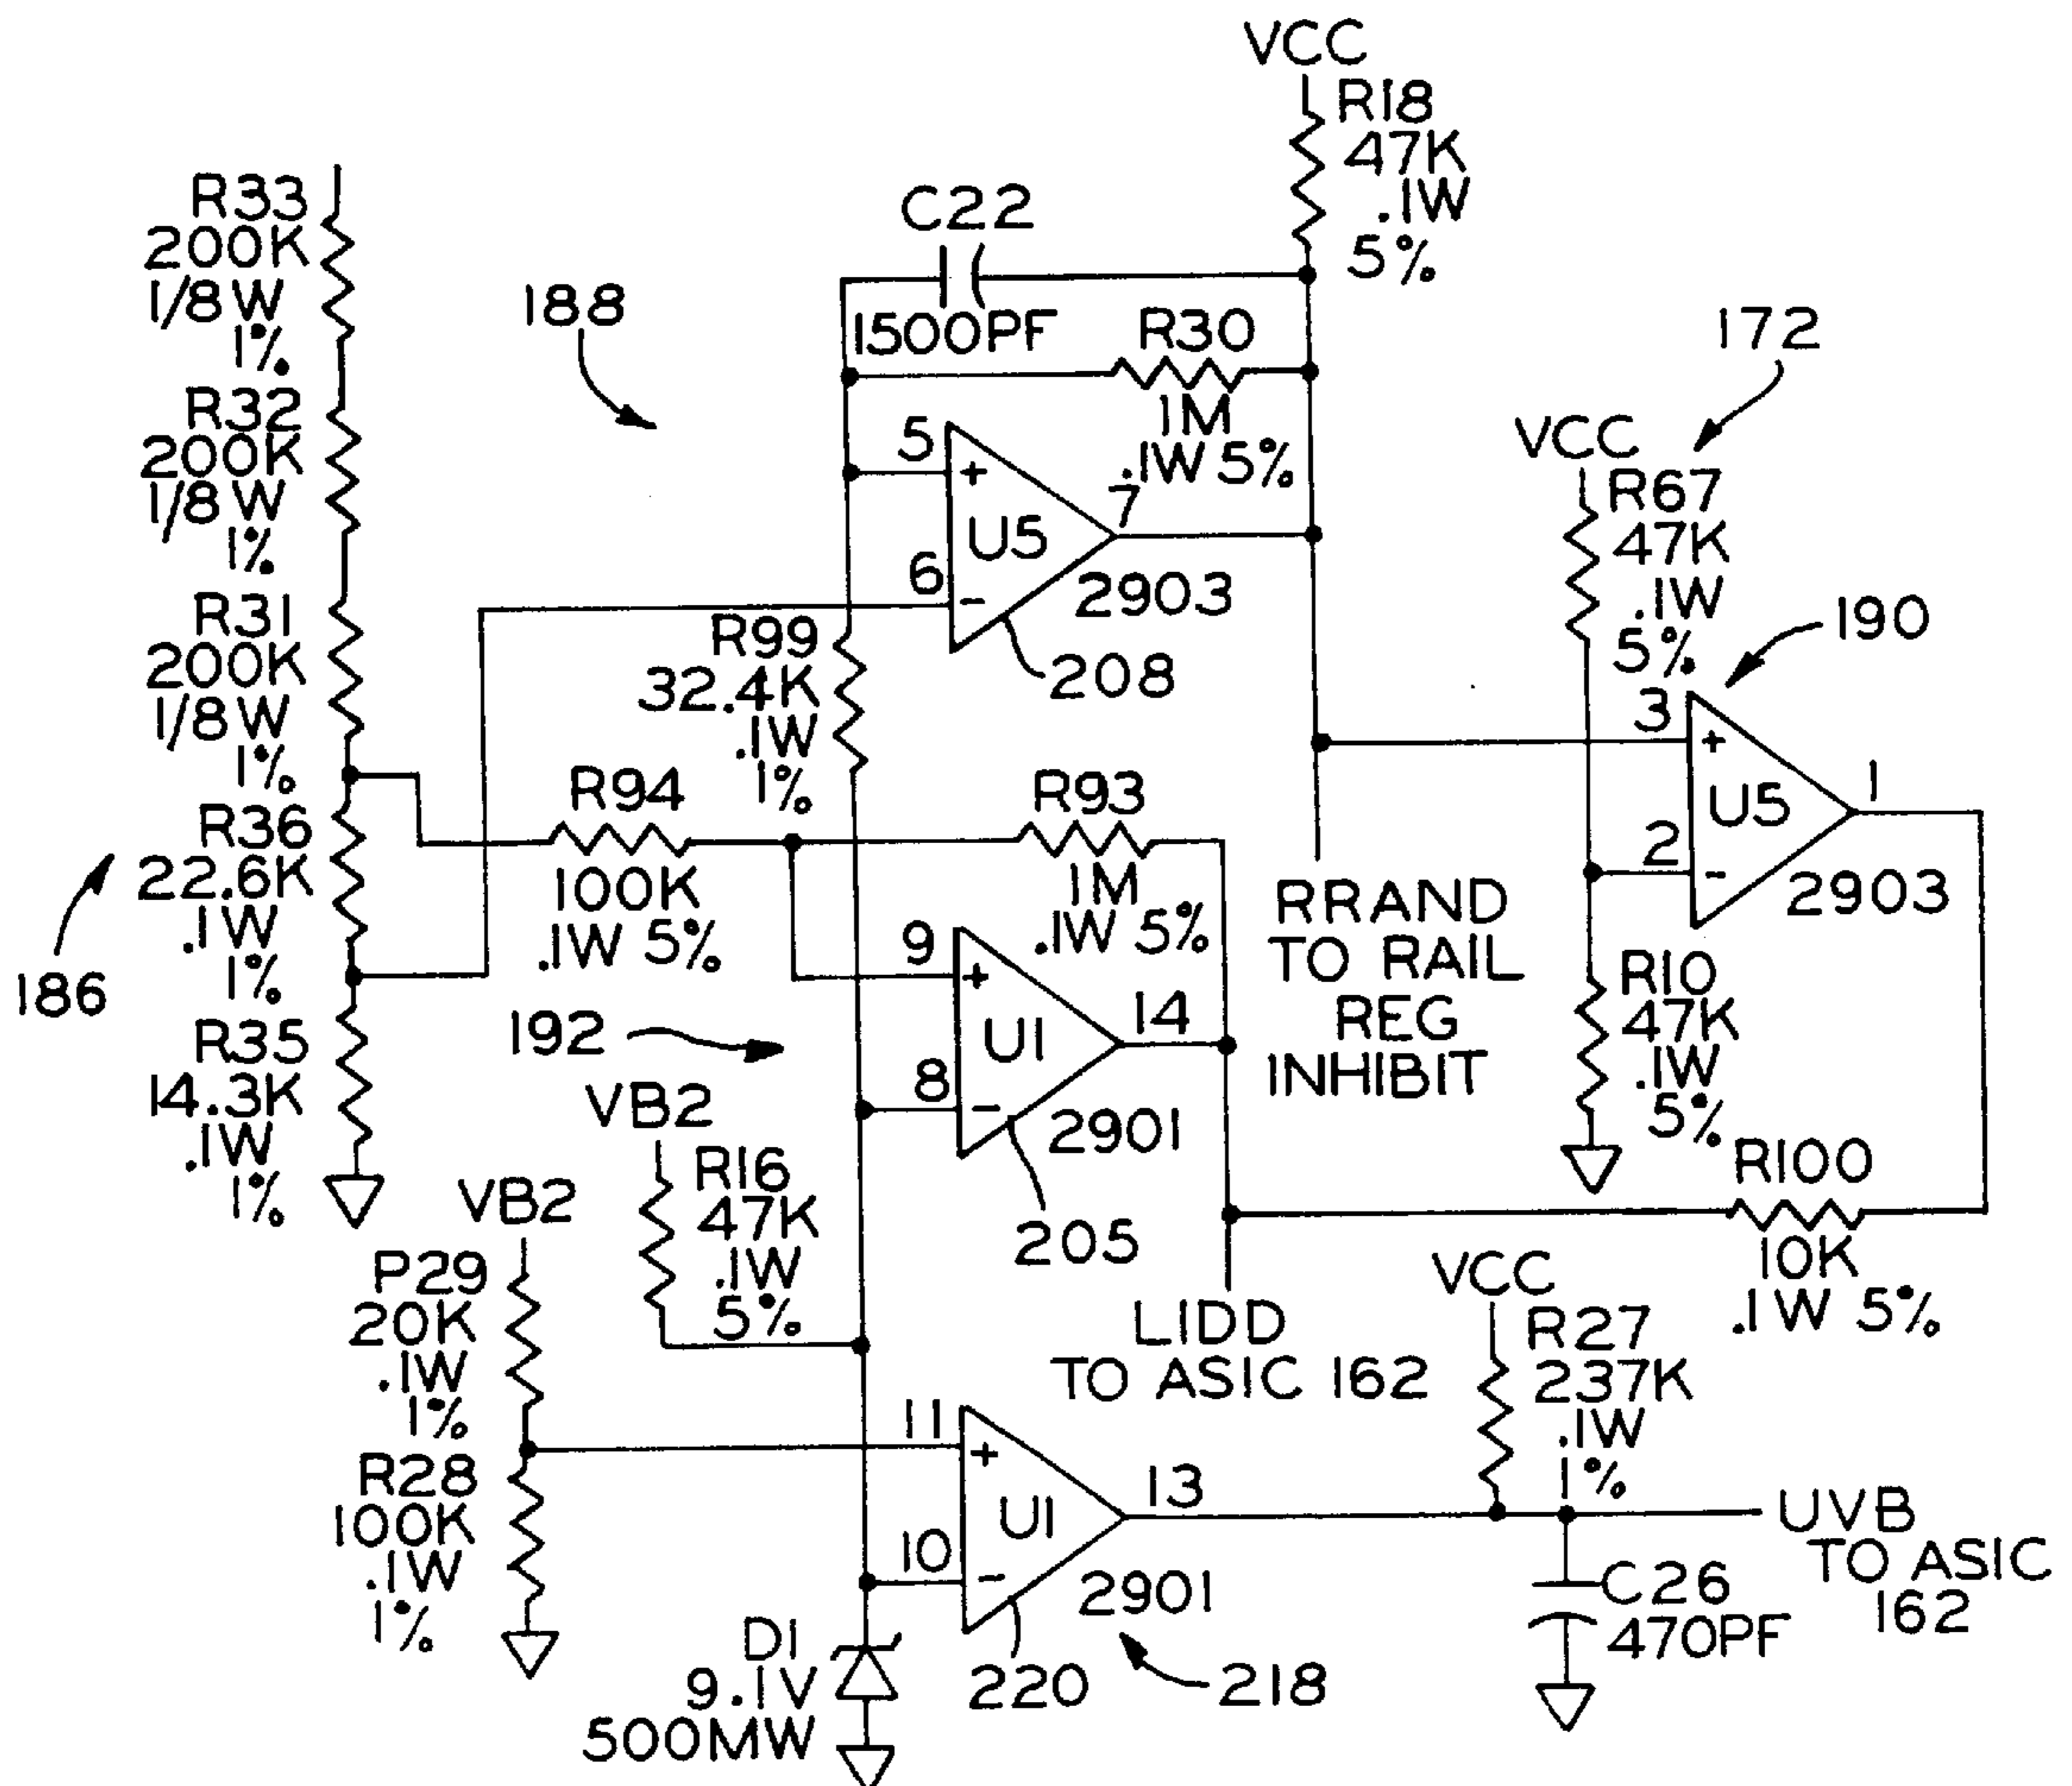 VCC
R18
47K
.1W
5%
C22
1500PF
R30
1M
.1W 5%
188
R33
200K
1/8W
1%
R32
200K
1/8W
1%
R31
200K
1/8W
1%
R36
22.6K
.1W
1%
R35
14.3K
.1W
1%
186
5
+
U5
7
6
-
2903
208
R99
32.4K
.1W
1%
172
VCC
R67
47K
.1W
5%
190
3
+
U5
1
2
-
2903
R10
47K
.1W
5%
R94
100K
.1W 5%
R93
1M
.1W 5%
RRAND
TO RAIL
REG
INHIBIT
192
9
+
U1
14
8
-
2901
205
VB2
R16
47K
.1W
5%
R100
10K
.1W 5%
LIDD
TO ASIC 162
VB2
P29
20K
.1W
1%
R28
100K
.1W
1%
11
+
U1
13
10
-
2901
220
218
VCC
R27
237K
.1W
1%
UVB
TO ASIC
162
C26
470PF
D1
9.1V
500MW